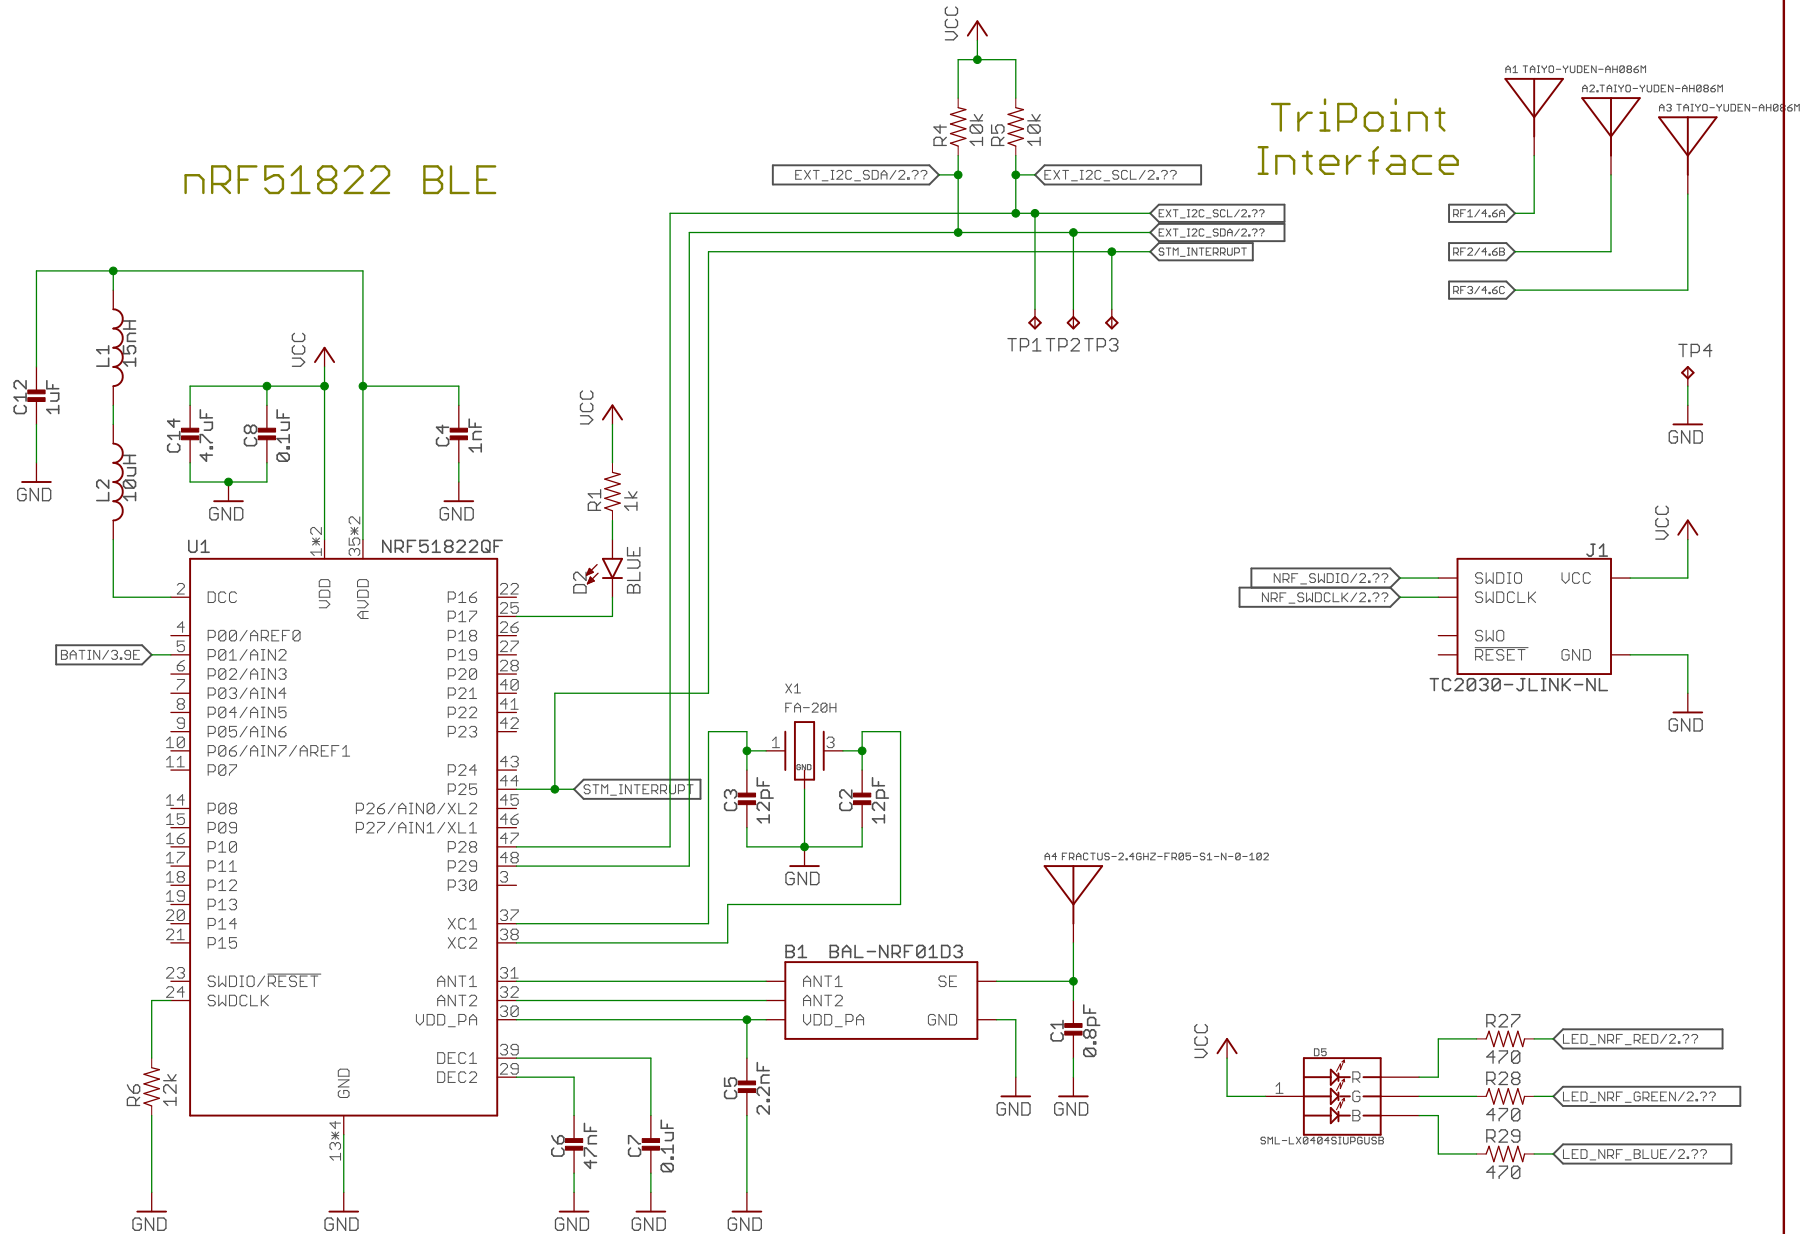 nRF51822 BLE
VCC
R4
10k
R5
10k
EXT_I2C_SDA/2.??
EXT_I2C_SCL/2.??
EXT_I2C_SCL/2.??
EXT_I2C_SDA/2.??
STM_INTERRUPT
TP1 TP2 TP3
TriPoint
Interface
A1 TAIYO-YUDEN-AH086M
A2.TAIYO-YUDEN-AH086M
A3 TAIYO-YUDEN-AH086M
RF1/4.6A
RF2/4.6B
RF3/4.6C
TP4
GND
C12
1uF
GND
L1
15nH
L2
10uH
VCC
C14
4.7uF
C8
0.1uF
GND
C4
1nF
GND
VCC
R1
1k
D2
BLUE
U1
NRF51822QF
1*2
35*2
VDD
AVDD
2 DCC
4 P00/AREF0
BATIN/3.9E
5 P01/AIN2
6 P02/AIN3
7 P03/AIN4
8 P04/AIN5
9 P05/AIN6
10 P06/AIN7/AREF1
11 P07
14 P08
15 P09
16 P10
17 P11
18 P12
19 P13
20 P14
21 P15
23 SWDIO/RESET
24 SWDCLK
P16 22
P17 25
P18 26
P19 27
P20 28
P21 40
P22 41
P23 42
P24 43
P25 44
P26/AIN0/XL2 45
P27/AIN1/XL1 46
P28 47
P29 48
P30 3
XC1 37
XC2 38
ANT1 31
ANT2 32
VDD_PA 30
DEC1 39
DEC2 29
GND
13*4
GND
R6
12k
GND
STM_INTERRUPT
X1
FA-20H
1
3
GND
C3
12pF
C2
12pF
GND
A4 FRACTUS-2.4GHZ-FR05-S1-N-0-102
B1 BAL-NRF01D3
ANT1
ANT2
VDD_PA
SE
GND
GND
C1
0.8pF
GND
C6
47nF
GND
C7
0.1uF
GND
C5
2.2nF
GND
VCC
J1
NRF_SWDIO/2.??
NRF_SWDCLK/2.??
SWDIO
SWDCLK
SWO
RESET
VCC
GND
TC2030-JLINK-NL
GND
VCC
1
D5
R
G
B
SML-LX0404SIUPGUSB
R27
470
LED_NRF_RED/2.??
R28
470
LED_NRF_GREEN/2.??
R29
470
LED_NRF_BLUE/2.??